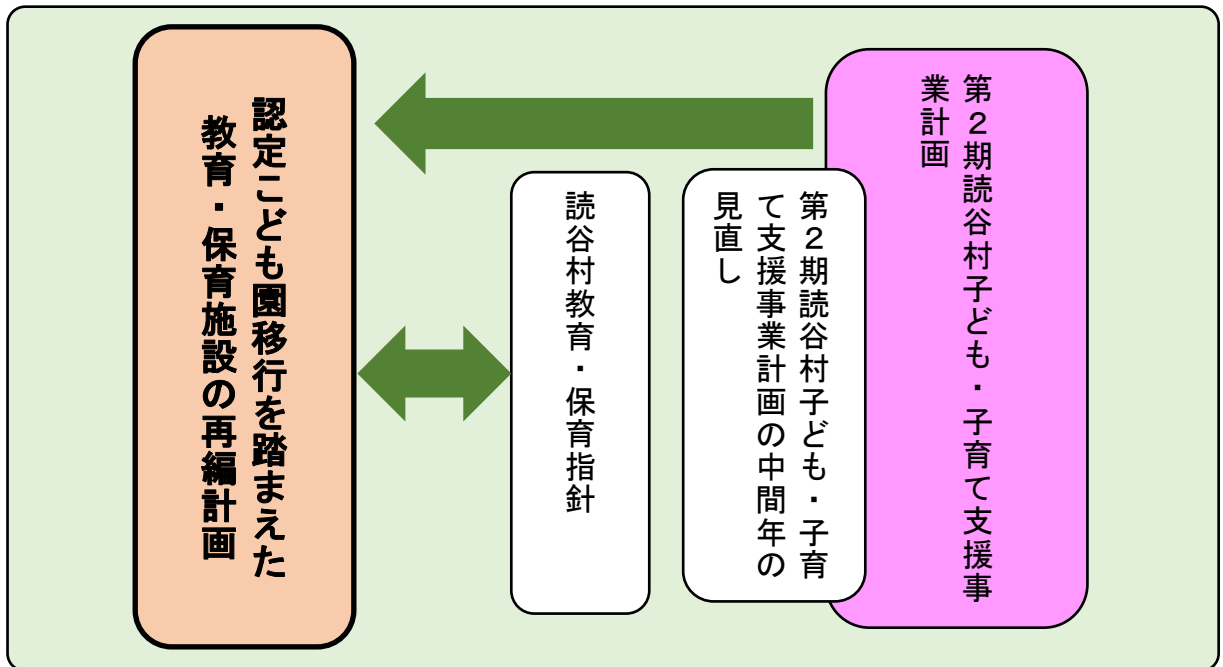 第２期読谷村子ども・子育て支援事
業計画
第２期読谷村子ども・子育
て支援事業計画の中間年の
見直し
読谷村教育・保育指針
認定こども園移行を踏まえた
教育・保育施設の再編計画